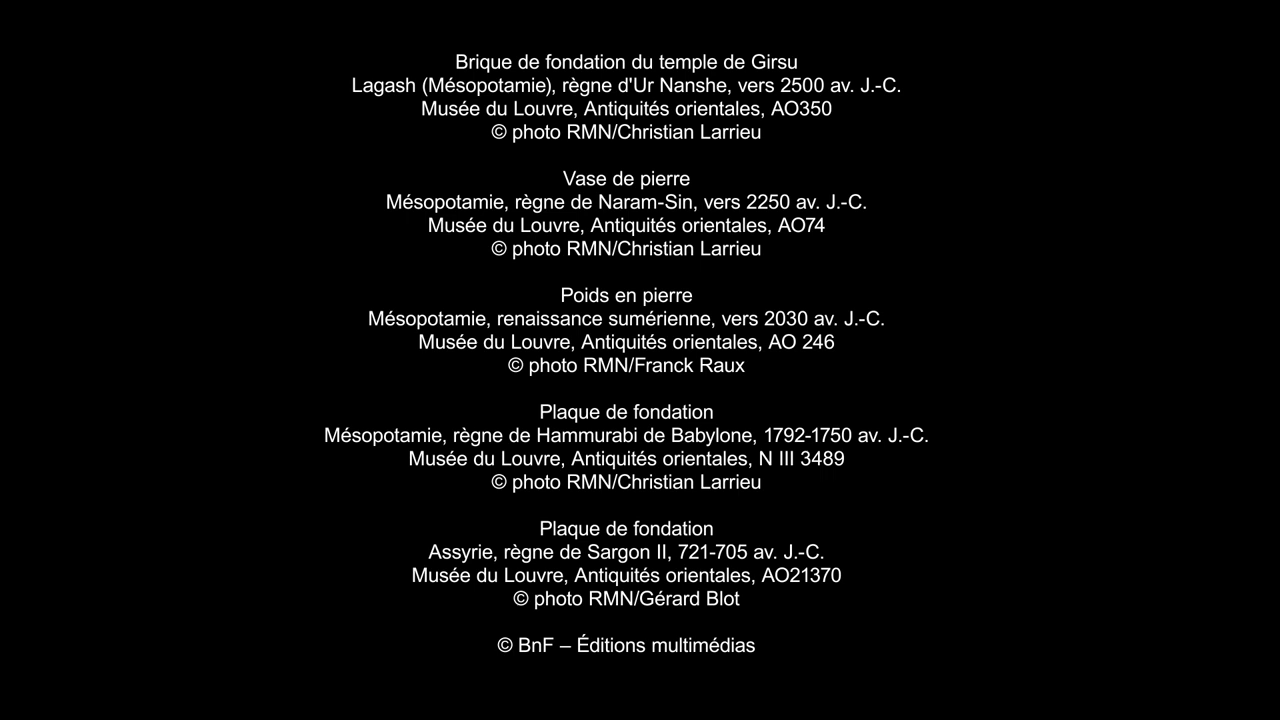 Brique de fondation du temple de Girsu
Lagash (Mésopotamie), règne d'Ur Nanshe, vers 2500 av. J.-C.
Musée du Louvre, Antiquités orientales, AO350
© photo RMN/Christian Larrieu
Vase de pierre
Mésopotamie, règne de Naram-Sin, vers 2250 av. J.-C.
Musée du Louvre, Antiquités orientales, AO74
© photo RMN/Christian Larrieu
Poids en pierre
Mésopotamie, renaissance sumérienne, vers 2030 av. J.-C.
Musée du Louvre, Antiquités orientales, AO 246
© photo RMN/Franck Raux
Plaque de fondation
Mésopotamie, règne de Hammurabi de Babylone, 1792-1750 av. J.-C.
Musée du Louvre, Antiquités orientales, N III 3489
© photo RMN/Christian Larrieu
Plaque de fondation
Assyrie, règne de Sargon II, 721-705 av. J.-C.
Musée du Louvre, Antiquités orientales, AO21370
© photo RMN/Gérard Blot
© BnF – Éditions multimédias